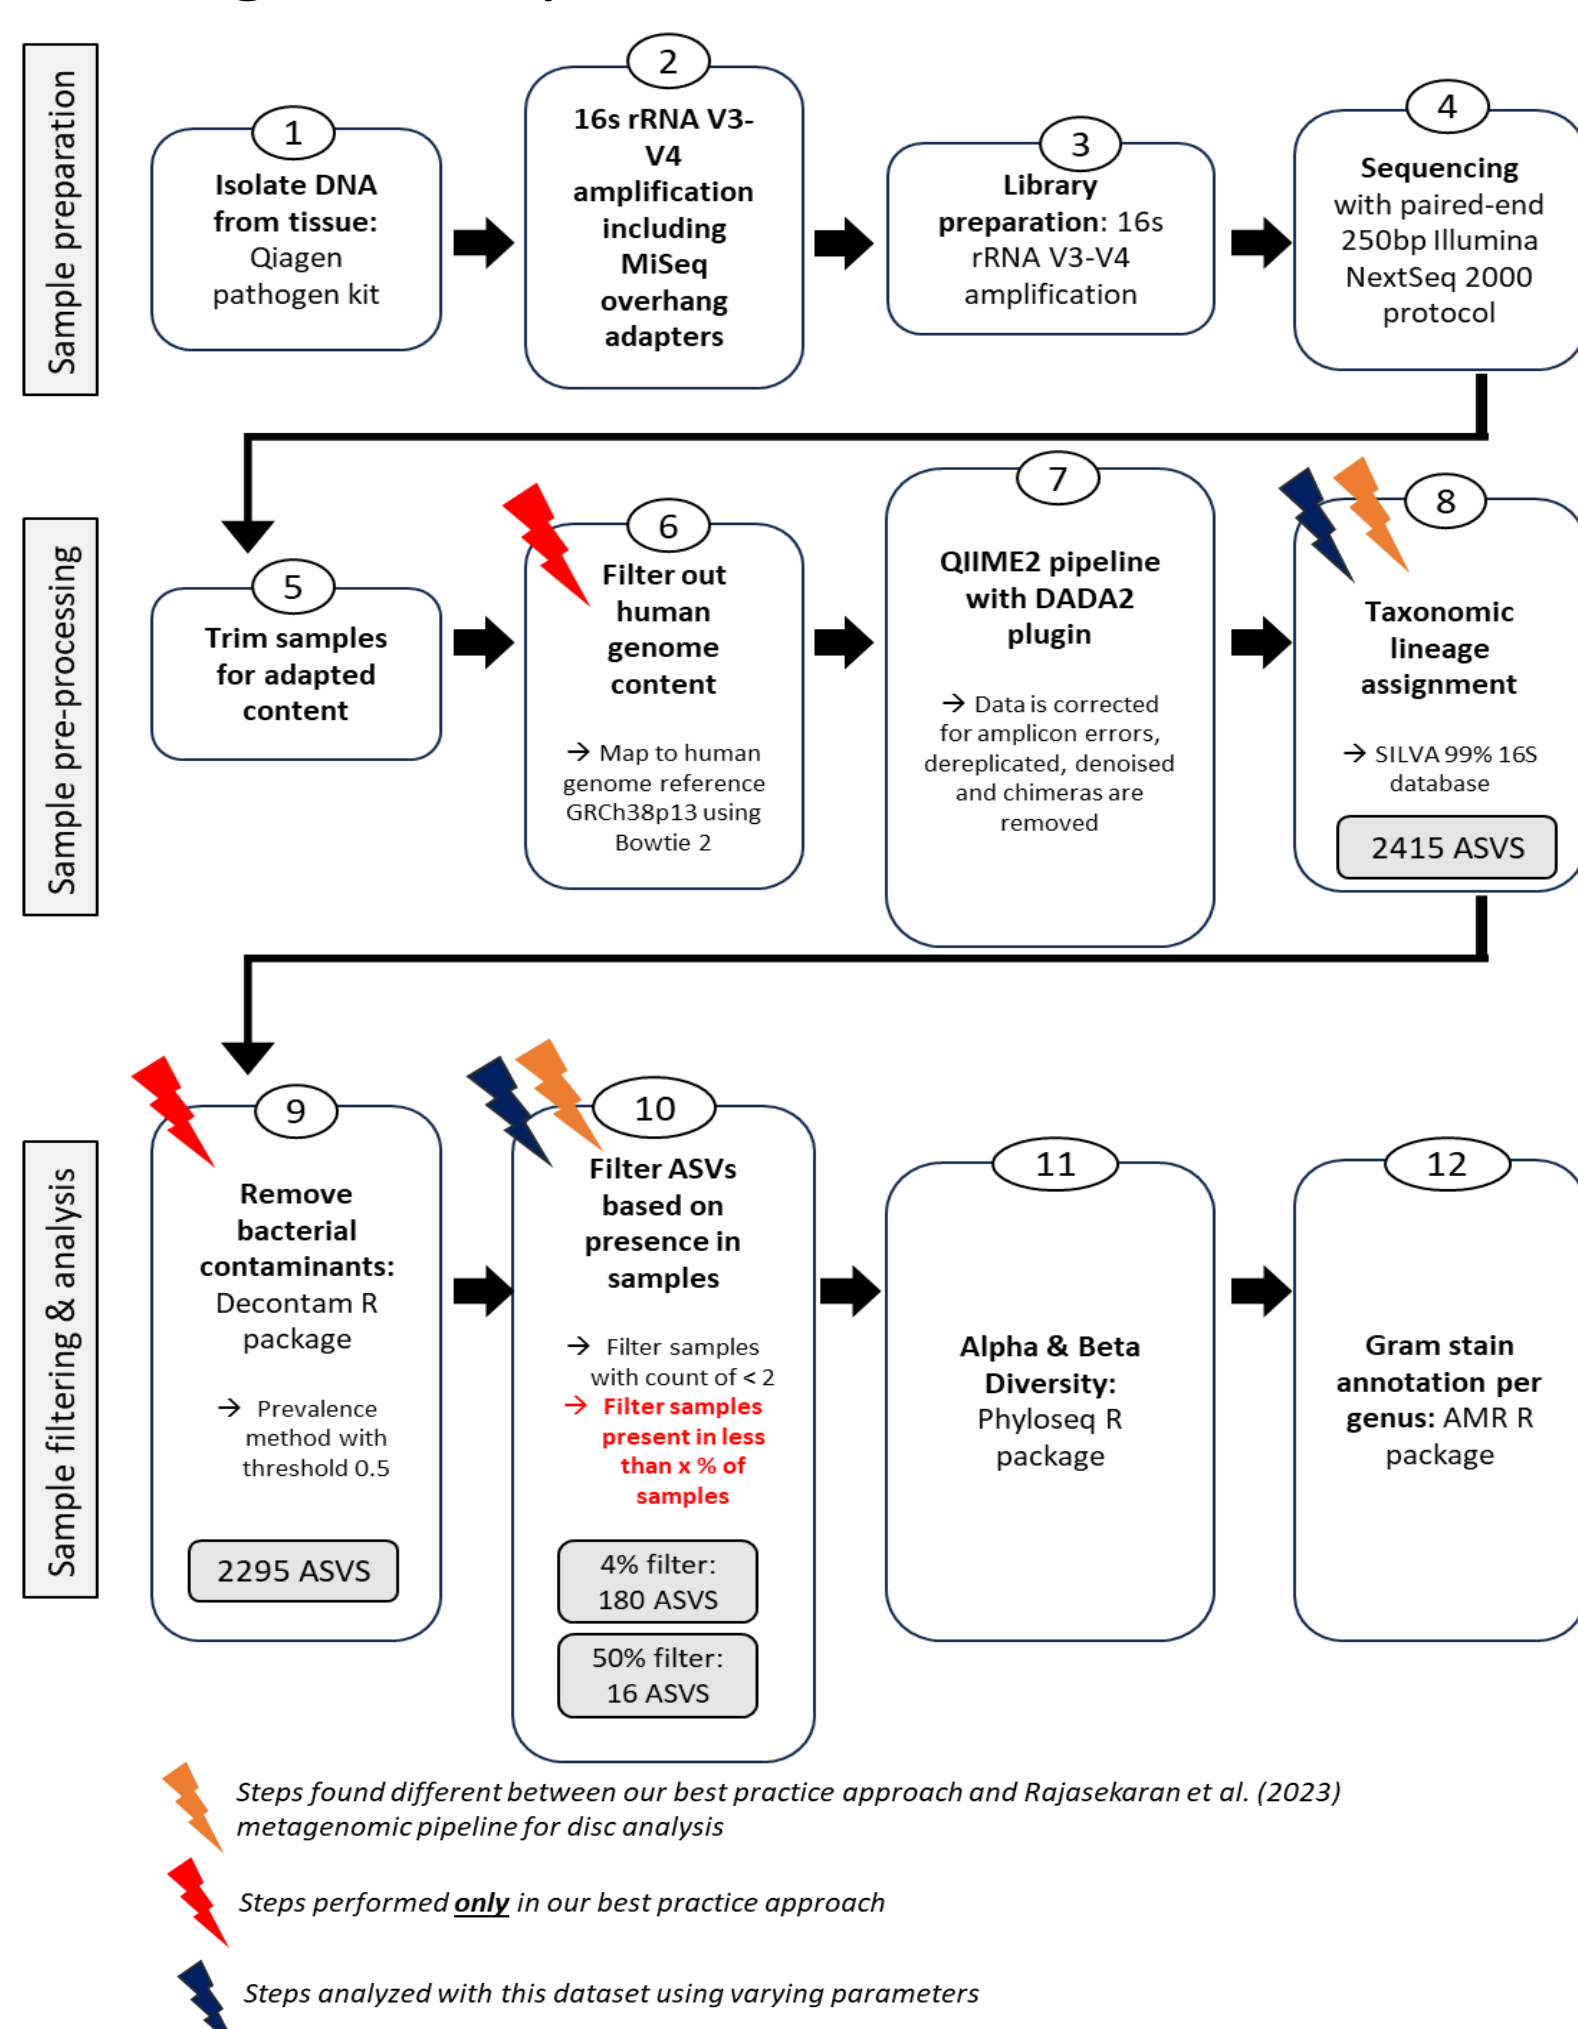 Sample preparation
1
Isolate DNA
from tissue:
Qiagen
pathogen kit
2
16s rRNA V3-
V4
amplification
including
MiSeq
overhang
adapters
3
Library
preparation: 16s
rRNA V3-V4
amplification
4
Sequencing
with paired-end
250bp Illumina
NextSeq 2000
protocol
Sample pre-processing
5
Trim samples
for adapted
content
6
Filter out
human
genome
content
→ Map to human
genome reference
GRCh38p13 using
Bowtie 2
7
QIIME2 pipeline
with DADA2
plugin
→ Data is corrected
for amplicon errors,
dereplicated, denoised
and chimeras are
removed
8
Taxonomic
lineage
assignment
→ SILVA 99% 16S
database
2415 ASVS
Sample filtering & analysis
9
Remove
bacterial
contaminants:
Decontam R
package
→ Prevalence
method with
threshold 0.5
2295 ASVS
10
Filter ASVs
based on
presence in
samples
→ Filter samples
with count of < 2
→ Filter samples
present in less
than x % of
samples
4% filter:
180 ASVS
50% filter:
16 ASVS
11
Alpha & Beta
Diversity:
Phyloseq R
package
12
Gram stain
annotation per
genus: AMR R
package
Steps found different between our best practice approach and Rajasekaran et al. (2023)
metagenomic pipeline for disc analysis
Steps performed only in our best practice approach
Steps analyzed with this dataset using varying parameters